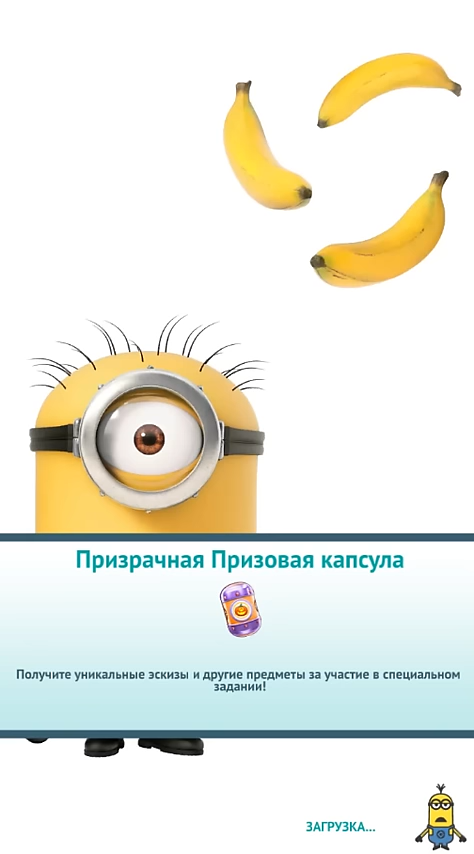 Призрачная Призовая капсула
Получите уникальные эскизы и другие предметы за участие в специальном
задании!
ЗАГРУЗКА...